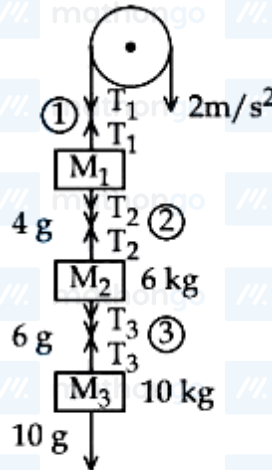 mathongo
① T₁ 2m/s²
T₁
M₁
4 g T₂ ②
T₂
M₂ 6 kg
6 g T₃ ③
T₃
M₃ 10 kg
10 g